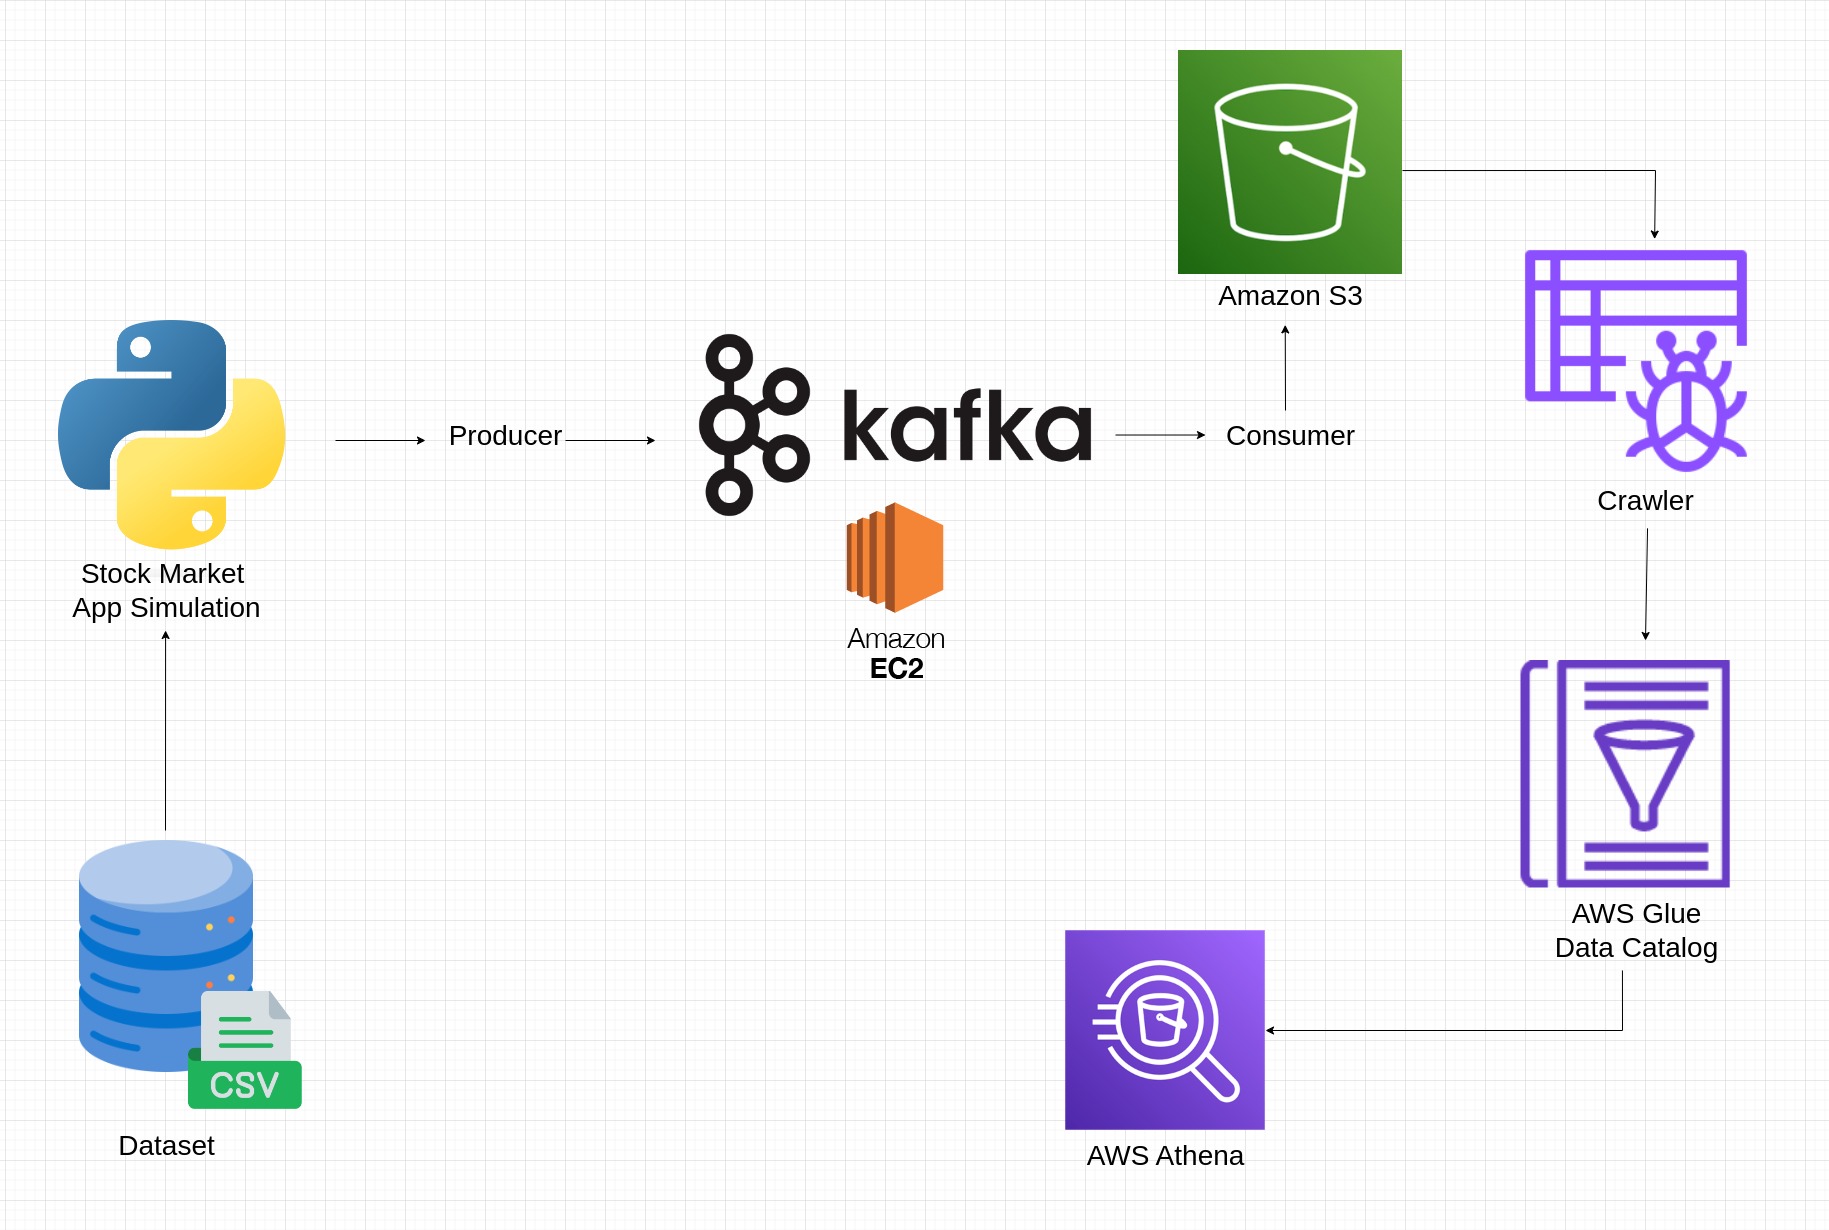 Amazon S3
Stock Market
App Simulation
Producer
kafka
Consumer
Amazon
EC2
Crawler
AWS Glue
Data Catalog
CSV
Dataset
AWS Athena